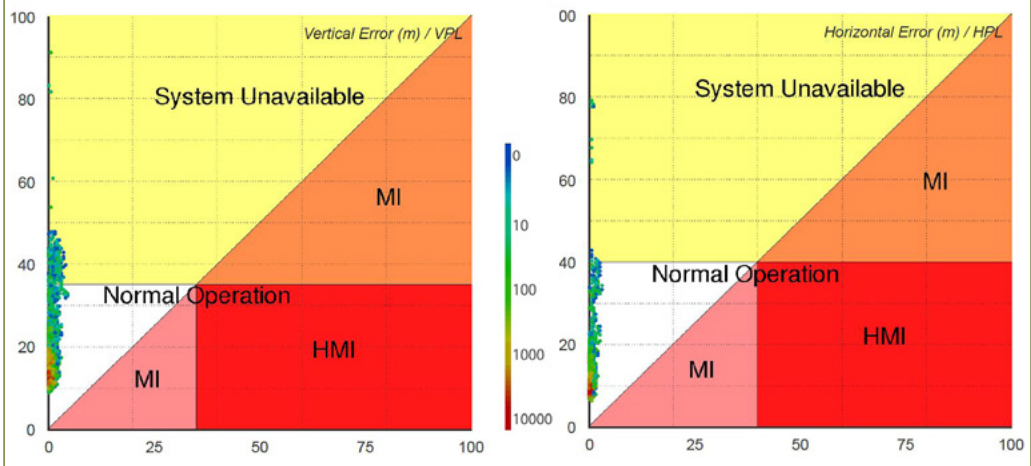 100
Vertical Error (m) / VPL
System Unavailable
80
60
MI
40
Normal Operation
20
HMI
MI
0
0 25 50 75 100
0
10
100
1000
10000
00
Horizontal Error (m) / HPL
System Unavailable
80
60
MI
40
Normal Operation
HMI
20
MI
0
0 25 50 75 100